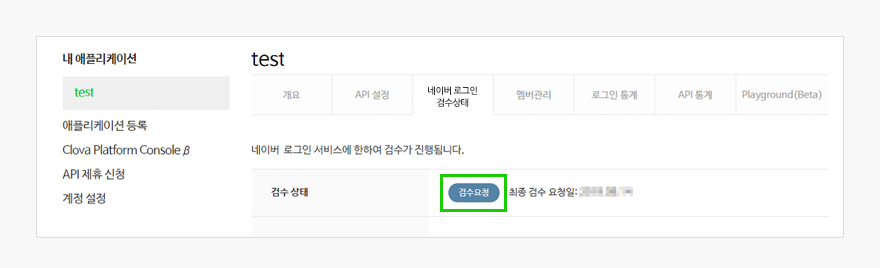 내 애플리케이션
test
애플리케이션 등록
Clova Platform Console β
API 제휴 신청
계정 설정
test
개요
API 설정
네이버 로그인
검수상태
멤버관리
로그인 통계
API 통계
Playground(Beta)
네이버 로그인 서비스에 한하여 검수가 진행됩니다.
검수 상태
검수요청
최종 검수 요청일: